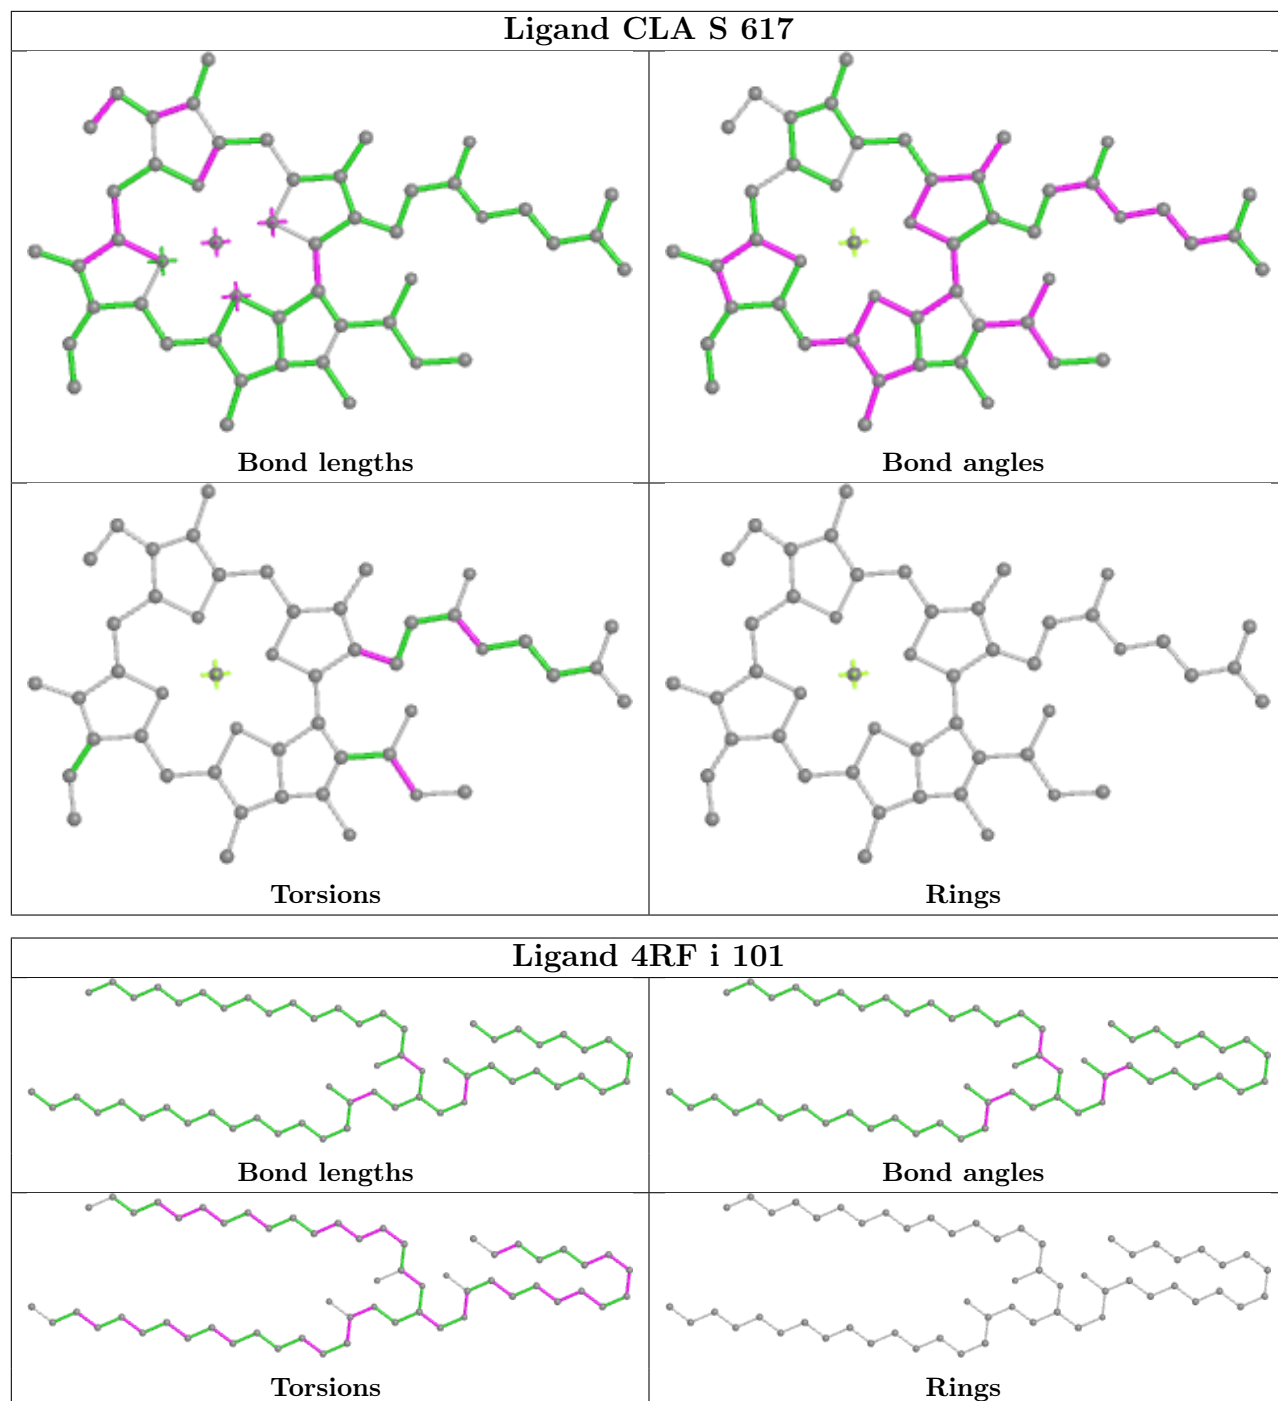 Ligand CLA S 617
Bond lengths
Bond angles
Torsions
Rings
Ligand 4RF i 101
Bond lengths
Bond angles
Torsions
Rings